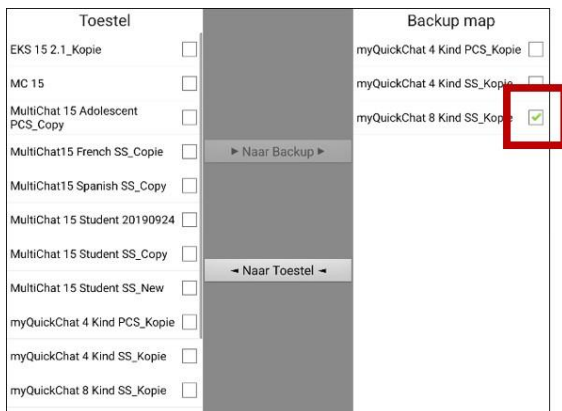 Toestel
EKS 15 2.1_Kopie
MC 15
MultiChat 15 Adolescent
PCS_Copy
MultiChat15 French SS_Copie
MultiChat15 Spanish SS_Copy
MultiChat 15 Student 20190924
MultiChat 15 Student SS_Copy
MultiChat 15 Student SS_New
myQuickChat 4 Kind PCS_Kopie
myQuickChat 4 Kind SS_Kopie
myQuickChat 8 Kind SS_Kopie
► Naar Backup ►
◄ Naar Toestel ◄
Backup map
myQuickChat 4 Kind PCS_Kopie
myQuickChat 4 Kind SS_Kopie
myQuickChat 8 Kind SS_Kopie